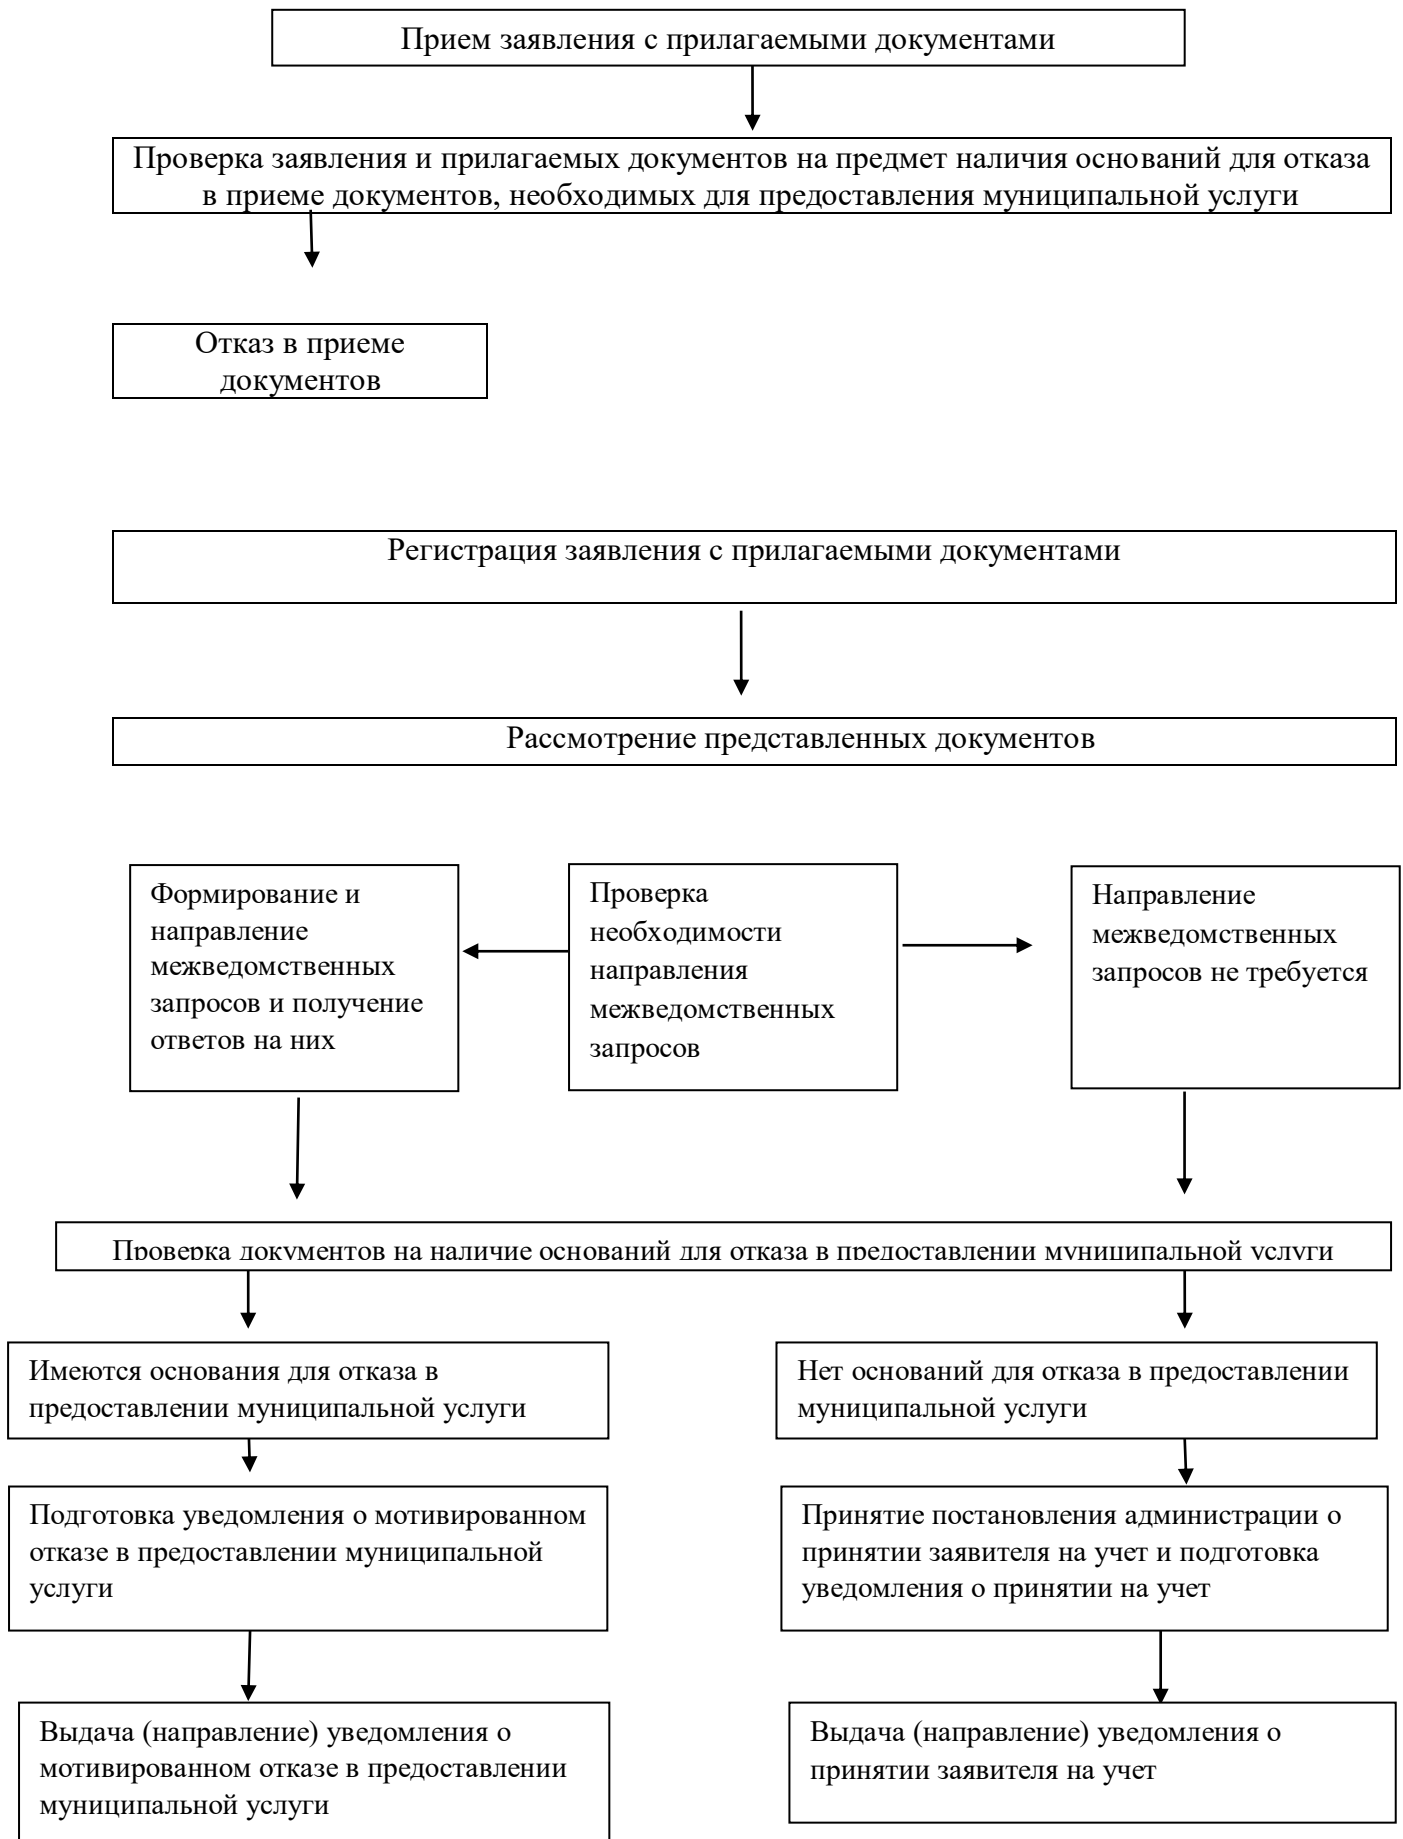 Прием заявления с прилагаемыми документами
Проверка заявления и прилагаемых документов на предмет наличия оснований для отказа
в приеме документов, необходимых для предоставления муниципальной услуги
Отказ в приеме
документов
Регистрация заявления с прилагаемыми документами
Рассмотрение представленных документов
Формирование и
направление
межведомственных
запросов и получение
ответов на них
Проверка
необходимости
направления
межведомственных
запросов
Направление
межведомственных
запросов не требуется
Проверка документов на наличие оснований для отказа в предоставлении муниципальной услуги
Имеются основания для отказа в
предоставлении муниципальной услуги
Нет оснований для отказа в предоставлении
муниципальной услуги
Подготовка уведомления о мотивированном
отказе в предоставлении муниципальной
услуги
Принятие постановления администрации о
принятии заявителя на учет и подготовка
уведомления о принятии на учет
Выдача (направление) уведомления о
мотивированном отказе в предоставлении
муниципальной услуги
Выдача (направление) уведомления о
принятии заявителя на учет